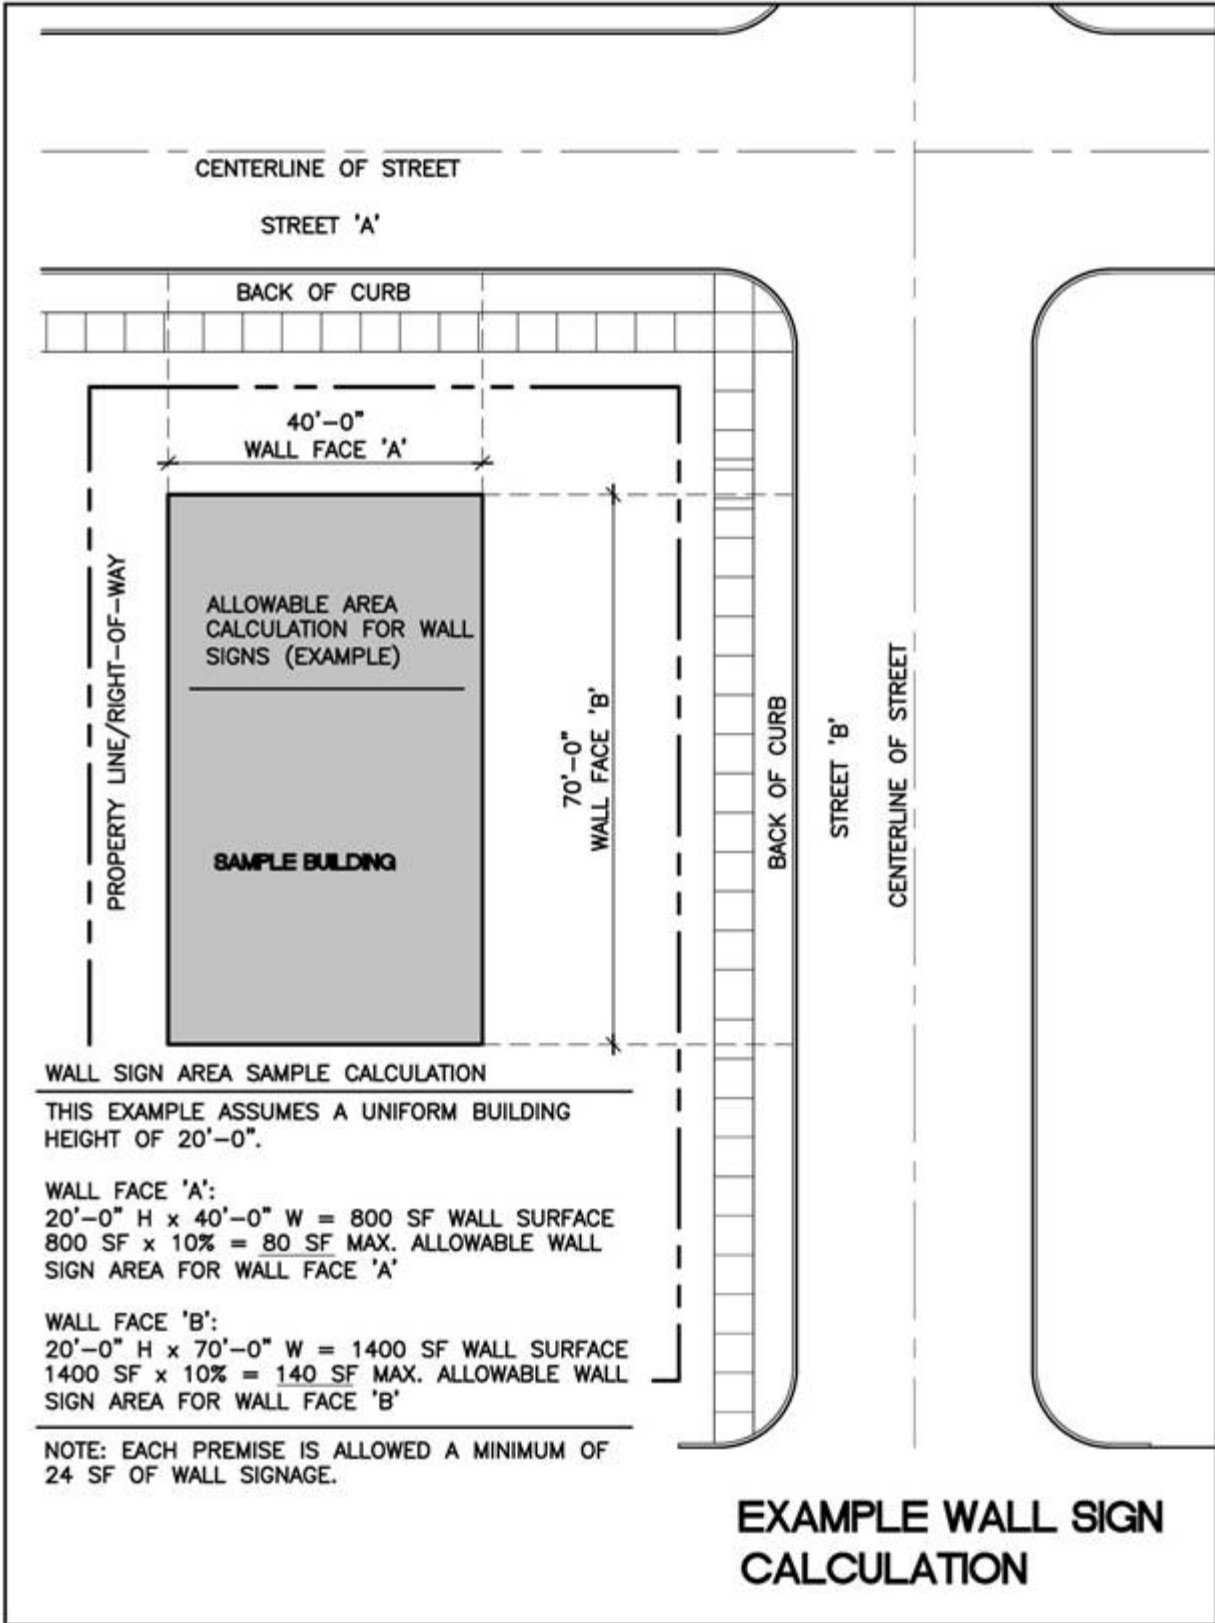 CENTERLINE OF STREET
STREET 'A'
BACK OF CURB
40'-0"
WALL FACE 'A'
PROPERTY LINE/RIGHT-OF-WAY
ALLOWABLE AREA
CALCULATION FOR WALL
SIGNS (EXAMPLE)
SAMPLE BUILDING
70'-0"
WALL FACE 'B'
BACK OF CURB
STREET 'B'
CENTERLINE OF STREET
WALL SIGN AREA SAMPLE CALCULATION
THIS EXAMPLE ASSUMES A UNIFORM BUILDING
HEIGHT OF 20'-0".
WALL FACE 'A':
20'-0" H x 40'-0" W = 800 SF WALL SURFACE
800 SF x 10% = 80 SF MAX. ALLOWABLE WALL
SIGN AREA FOR WALL FACE 'A'
WALL FACE 'B':
20'-0" H x 70'-0" W = 1400 SF WALL SURFACE
1400 SF x 10% = 140 SF MAX. ALLOWABLE WALL
SIGN AREA FOR WALL FACE 'B'
NOTE: EACH PREMISE IS ALLOWED A MINIMUM OF
24 SF OF WALL SIGNAGE.
EXAMPLE WALL SIGN
CALCULATION